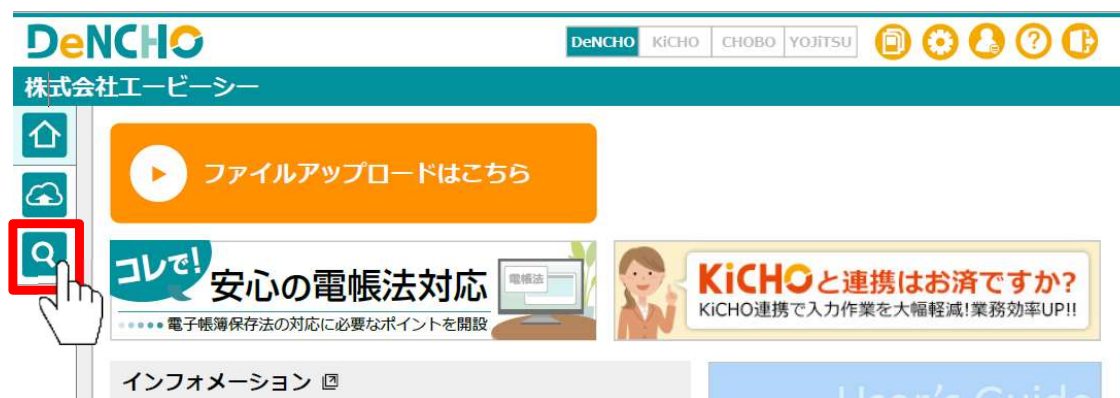 DeNCHO
DeNCHO KiCHO CHOBO YOJiTSU
株式会社エービーシー
ファイルアップロードはこちら
コレで!
安心の電帳法対応
電子帳簿保存法の対応に必要なポイントを開設
電帳法
KiCHOと連携はお済ですか?
KiCHO連携で入力作業を大幅軽減!業務効率UP!!
インフォメーション
User's Guide